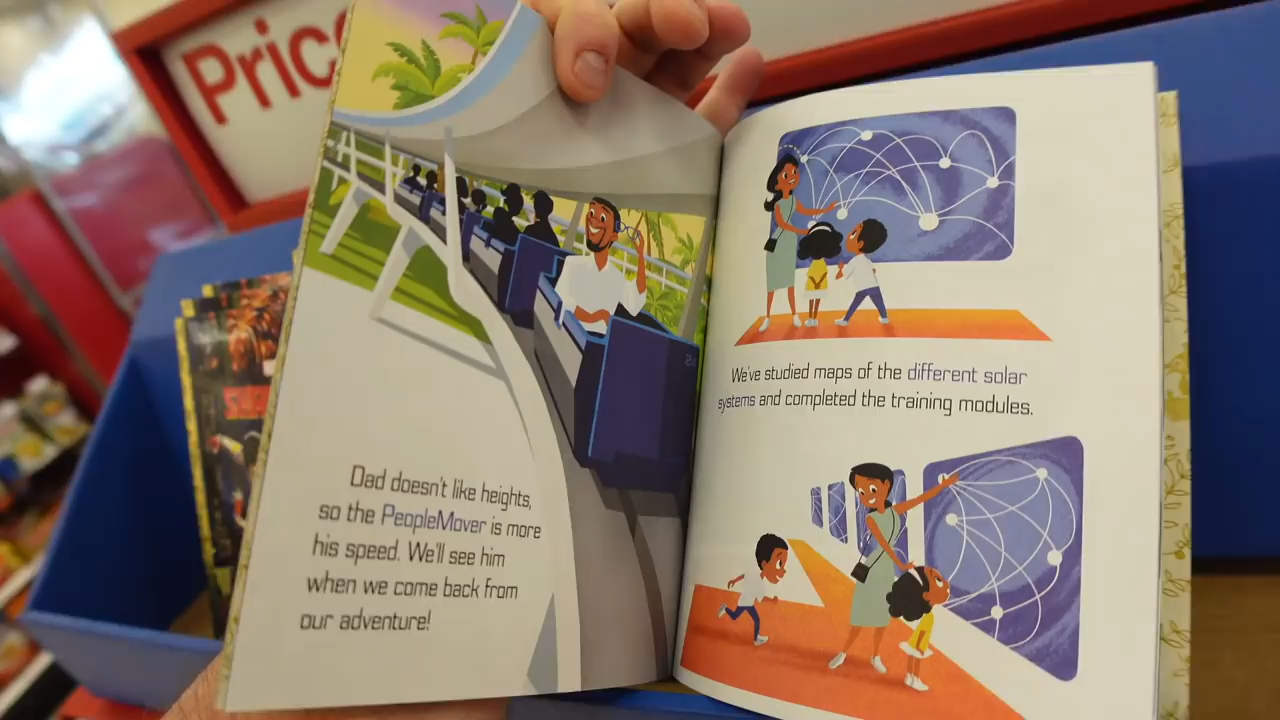 Price
Dad doesn't like heights,
so the PeopleMover is more
his speed. We'll see him
when we come back from
our adventure!
We've studied maps of the different solar
systems and completed the training modules.